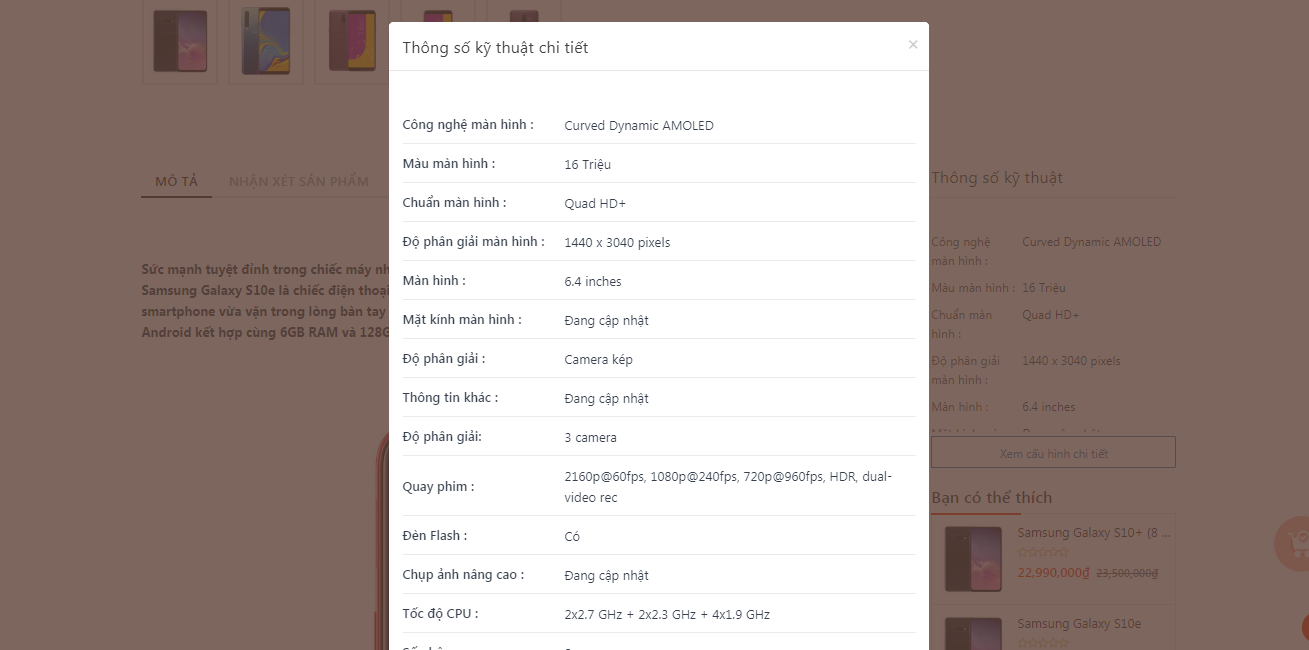 Thông số kỹ thuật chi tiết
×
Công nghệ màn hình : Curved Dynamic AMOLED
Màu màn hình : 16 Triệu
Chuẩn màn hình : Quad HD+
Độ phân giải màn hình : 1440 x 3040 pixels
Màn hình : 6.4 inches
Mặt kính màn hình : Đang cập nhật
Độ phân giải : Camera kép
Thông tin khác : Đang cập nhật
Độ phân giải: 3 camera
Quay phim : 2160p@60fps, 1080p@240fps, 720p@960fps, HDR, dual-
video rec
Đèn Flash : Có
Chụp ảnh nâng cao : Đang cập nhật
Tốc độ CPU : 2x2.7 GHz + 2x2.3 GHz + 4x1.9 GHz
MÔ TẢ NHẬN XÉT SẢN PHẨM
Sức mạnh tuyệt đỉnh trong chiếc máy nh
Samsung Galaxy S10e là chiếc điện thoại
smartphone vừa vặn trong lòng bàn tay
Android kết hợp cùng 6GB RAM và 128G
Thông số kỹ thuật
Công nghệ Curved Dynamic AMOLED
màn hình :
Màu màn hình : 16 Triệu
Chuẩn màn Quad HD+
hình :
Độ phân giải 1440 x 3040 pixels
màn hình :
Màn hình : 6.4 inches
Xem cấu hình chi tiết
Bạn có thể thích
Samsung Galaxy S10+ (8 ...
22,990,000₫ 23,500,000₫
Samsung Galaxy S10e